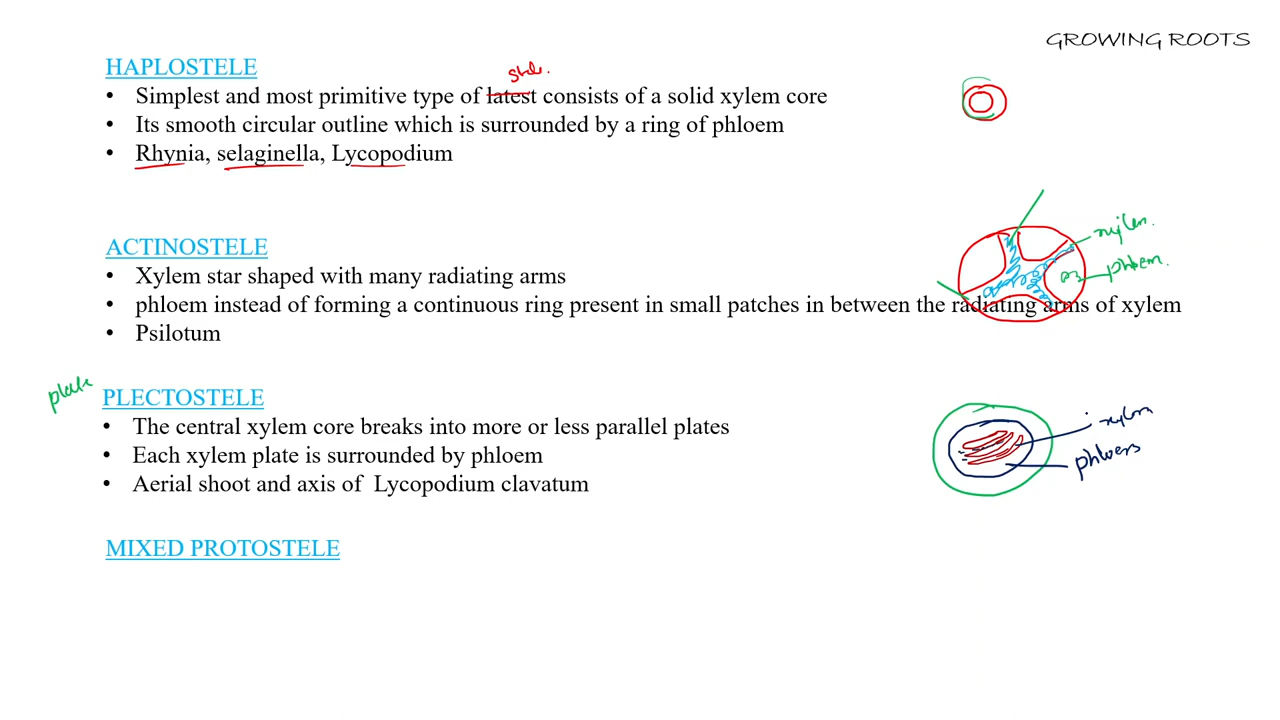 GROWING ROOTS
HAPLOSTELE
stele.
• Simplest and most primitive type of latest consists of a solid xylem core
• Its smooth circular outline which is surrounded by a ring of phloem
• Rhynia, selaginella, Lycopodium
ACTINOSTELE
xylem.
• Xylem star shaped with many radiating arms
phloem.
• phloem instead of forming a continuous ring present in small patches in between the radiating arms of xylem
• Psilotum
plate
PLECTOSTELE
xylem
• The central xylem core breaks into more or less parallel plates
• Each xylem plate is surrounded by phloem
phloem
• Aerial shoot and axis of Lycopodium clavatum
MIXED PROTOSTELE